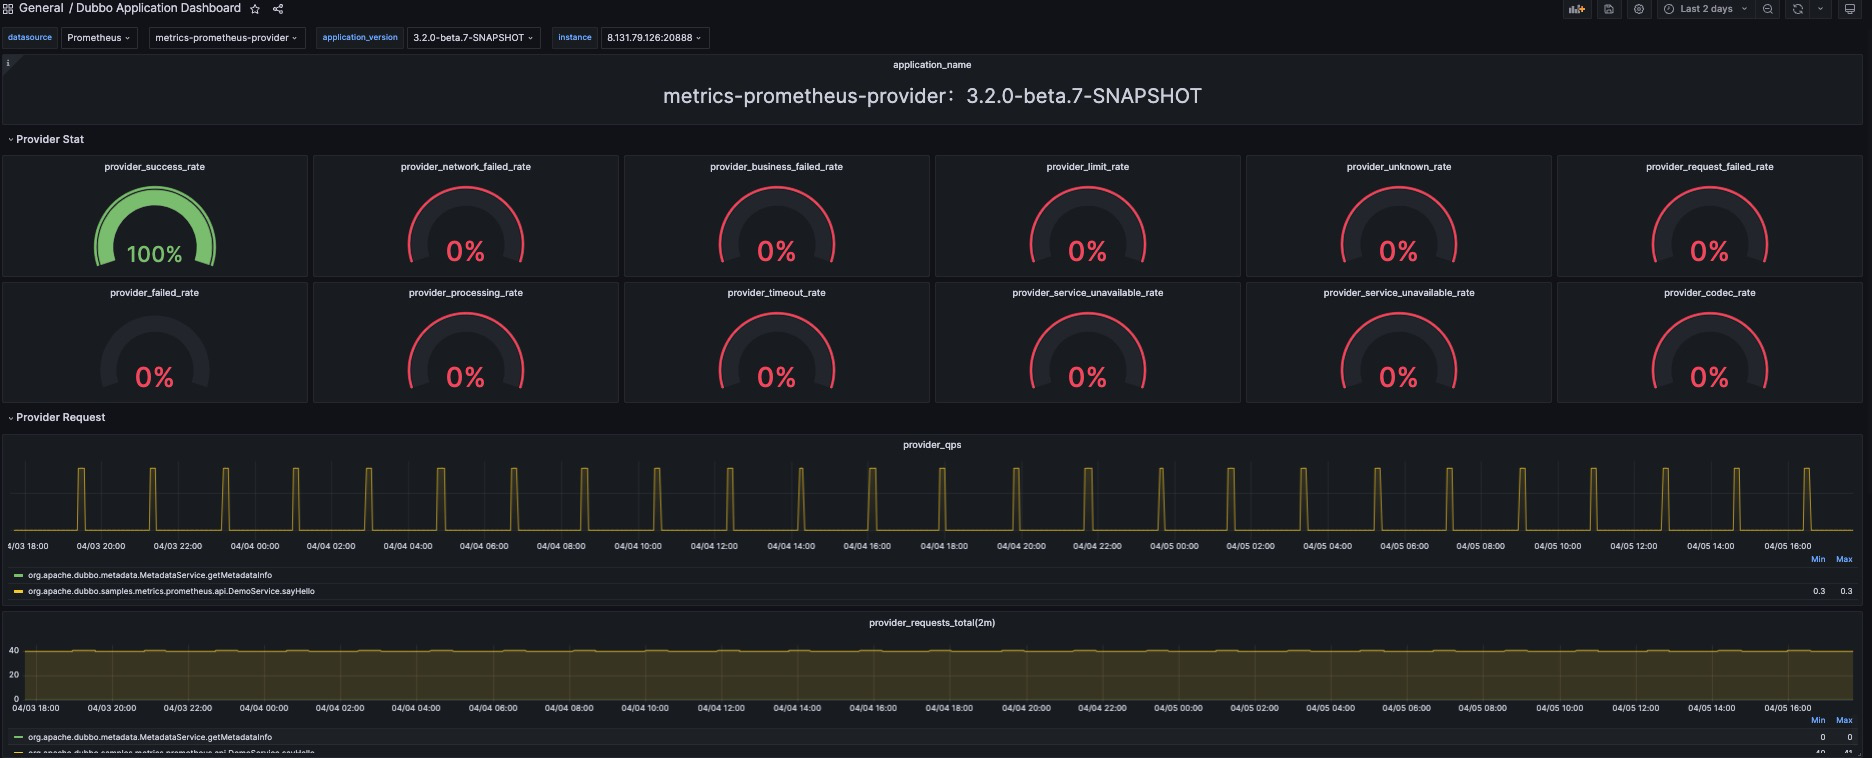 General / Dubbo Application Dashboard
Last 2 days
datasource Prometheus metrics-prometheus-provider application_version 3.2.0-beta.7-SNAPSHOT instance 8.131.79.126:20888
i
application_name
metrics-prometheus-provider: 3.2.0-beta.7-SNAPSHOT
Provider Stat
provider_success_rate provider_network_failed_rate provider_business_failed_rate provider_limit_rate provider_unknown_rate provider_request_failed_rate
100% 0% 0% 0% 0% 0%
provider_failed_rate provider_processing_rate provider_timeout_rate provider_service_unavailable_rate provider_service_unavailable_rate provider_codec_rate
0% 0% 0% 0% 0% 0%
Provider Request
provider_qps
4/03 18:00 04/03 20:00 04/03 22:00 04/04 00:00 04/04 02:00 04/04 04:00 04/04 06:00 04/04 08:00 04/04 10:00 04/04 12:00 04/04 14:00 04/04 16:00 04/04 18:00 04/04 20:00 04/04 22:00 04/05 00:00 04/05 02:00 04/05 04:00 04/05 06:00 04/05 08:00 04/05 10:00 04/05 12:00 04/05 14:00 04/05 16:00
Min Max
org.apache.dubbo.metadata.MetadataService.getMetadataInfo
org.apache.dubbo.samples.metrics.prometheus.api.DemoService.sayHello 0.3 0.3
provider_requests_total(2m)
40
20
0
04/03 18:00 04/03 20:00 04/03 22:00 04/04 00:00 04/04 02:00 04/04 04:00 04/04 06:00 04/04 08:00 04/04 10:00 04/04 12:00 04/04 14:00 04/04 16:00 04/04 18:00 04/04 20:00 04/04 22:00 04/05 00:00 04/05 02:00 04/05 04:00 04/05 06:00 04/05 08:00 04/05 10:00 04/05 12:00 04/05 14:00 04/05 16:00
Min Max
org.apache.dubbo.metadata.MetadataService.getMetadataInfo 0 0
org.apache.dubbo.samples.metrics.prometheus.api.DemoService.sayHello 40 41